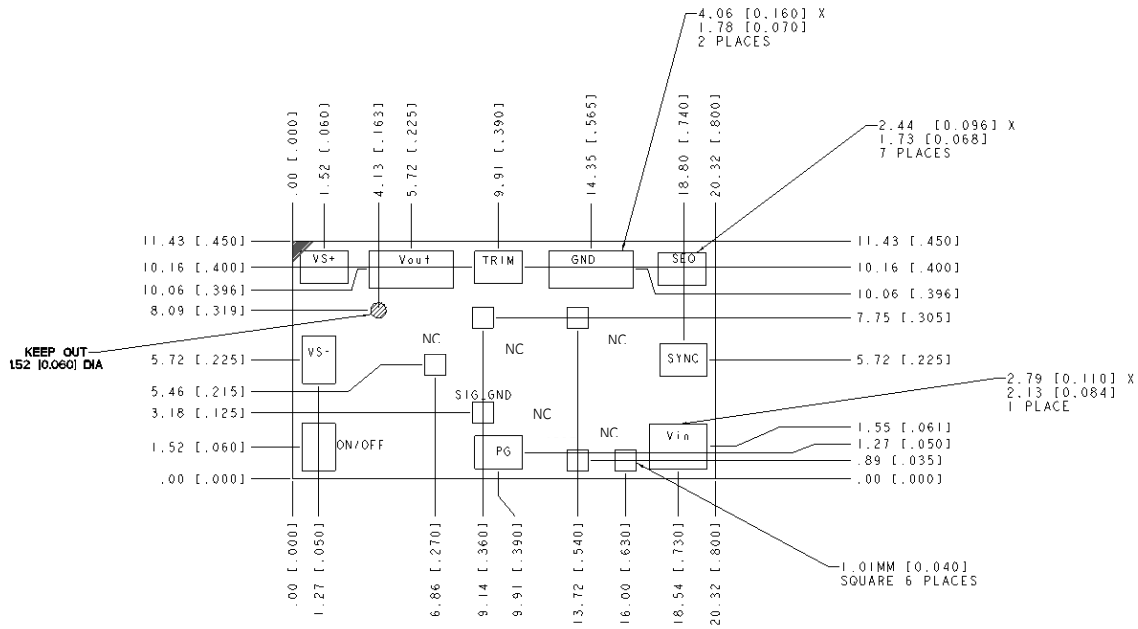 4.06 [0.160] X
1.78 [0.070]
2 PLACES
2.44 [0.096] X
1.73 [0.068]
7 PLACES
.00 [.000]
1.52 [.060]
4.13 [.163]
5.72 [.225]
9.91 [.390]
14.35 [.565]
18.80 [.740]
20.32 [.800]
11.43 [.450]
10.16 [.400]
10.06 [.396]
8.09 [.319]
5.72 [.225]
5.46 [.215]
3.18 [.125]
1.52 [.060]
.00 [.000]
KEEP OUT
1.52 [0.060] DIA
VS+
Vout
TRIM
GND
SEQ
NC
NC
NC
VS-
SYNC
SIG_GND
NC
NC
ON/OFF
PG
Vin
11.43 [.450]
10.16 [.400]
10.06 [.396]
7.75 [.305]
5.72 [.225]
2.79 [0.110] X
2.13 [0.084]
1 PLACE
1.55 [.061]
1.27 [.050]
.89 [.035]
.00 [.000]
.00 [.000]
1.27 [.050]
6.86 [.270]
9.14 [.360]
9.91 [.390]
13.72 [.540]
16.00 [.630]
18.54 [.730]
20.32 [.800]
1.01MM [0.040]
SQUARE 6 PLACES